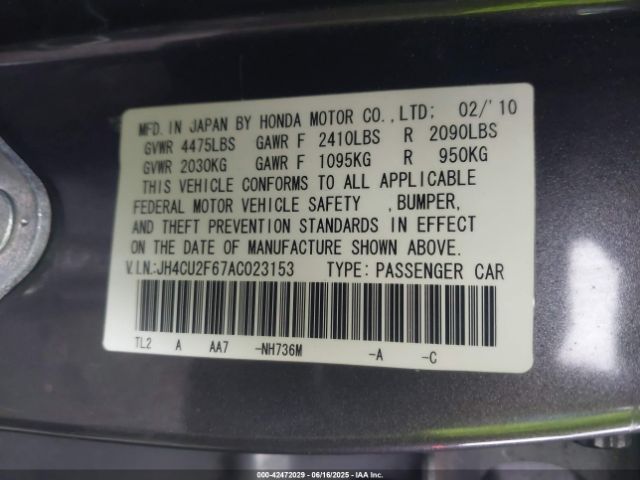 MFD. IN JAPAN BY HONDA MOTOR CO.,LTD: 02/'10
GVWR 4475LBS GAWR F 2410LBS R 2090LBS
GVWR 2030KG GAWR F 1095KG R 950KG
THIS VEHICLE CONFORMS TO ALL APPLICABLE
FEDERAL MOTOR VEHICLE SAFETY ,BUMPER,
AND THEFT PREVENTION STANDARDS IN EFFECT
ON THE DATE OF MANUFACTURE SHOWN ABOVE.
V.I.N.:JH4CU2F67AC023153 TYPE: PASSENGER CAR
TL2 A AA7 -NH736M -A -C
000-42472029 - 06/16/2025 - IAAI.com